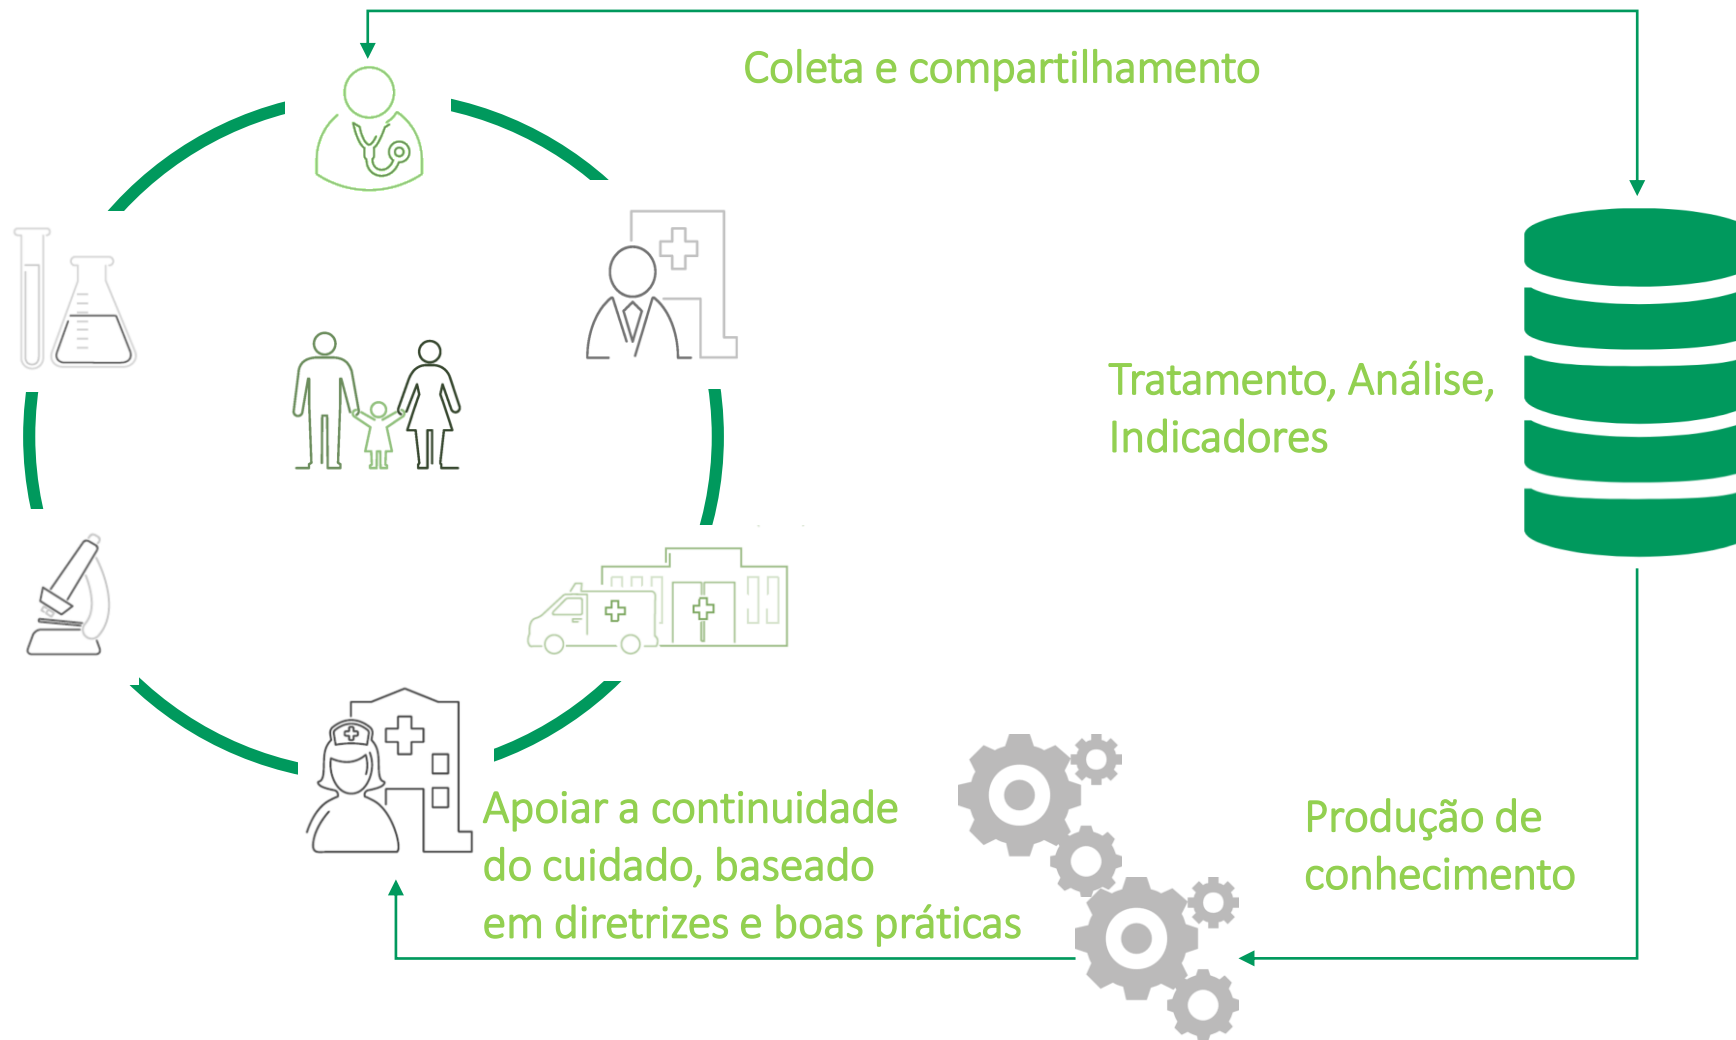 Coleta e compartilhamento
Tratamento, Análise,
Indicadores
Produção de
conhecimento
Apoiar a continuidade
do cuidado, baseado
em diretrizes e boas práticas